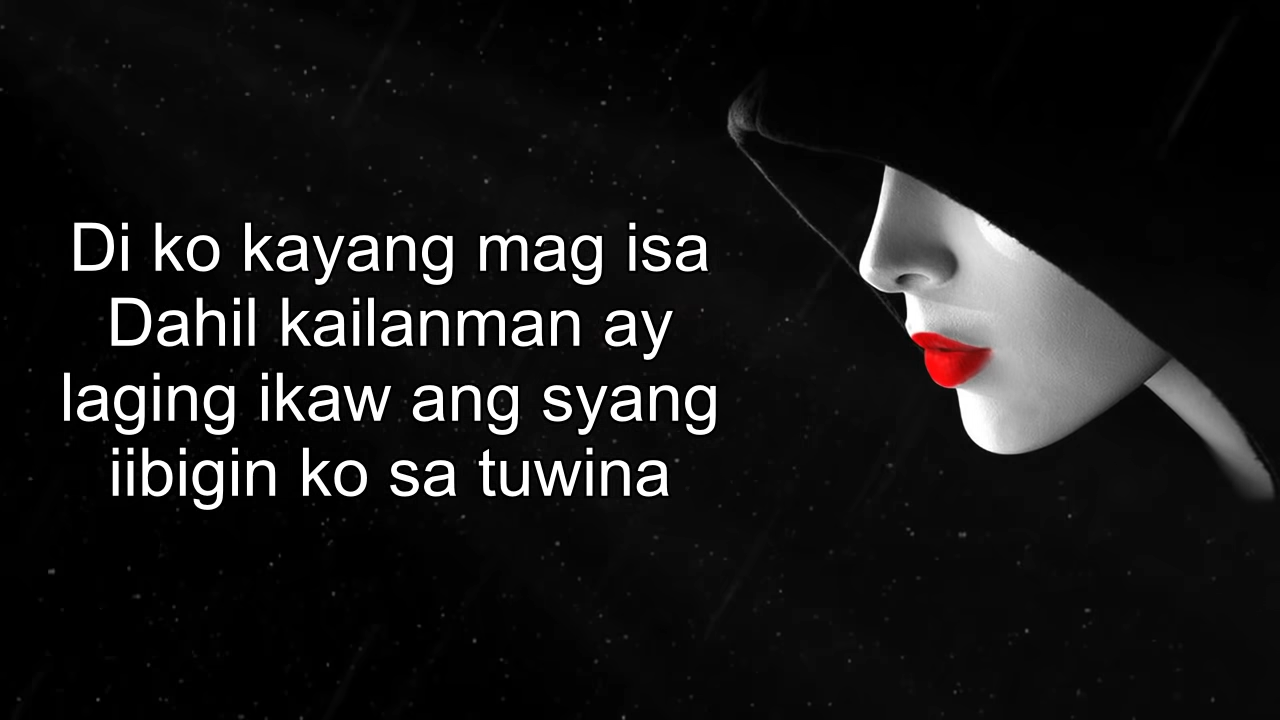 Di ko kayang mag isa
Dahil kailanman ay
laging ikaw ang syang
iibigin ko sa tuwina